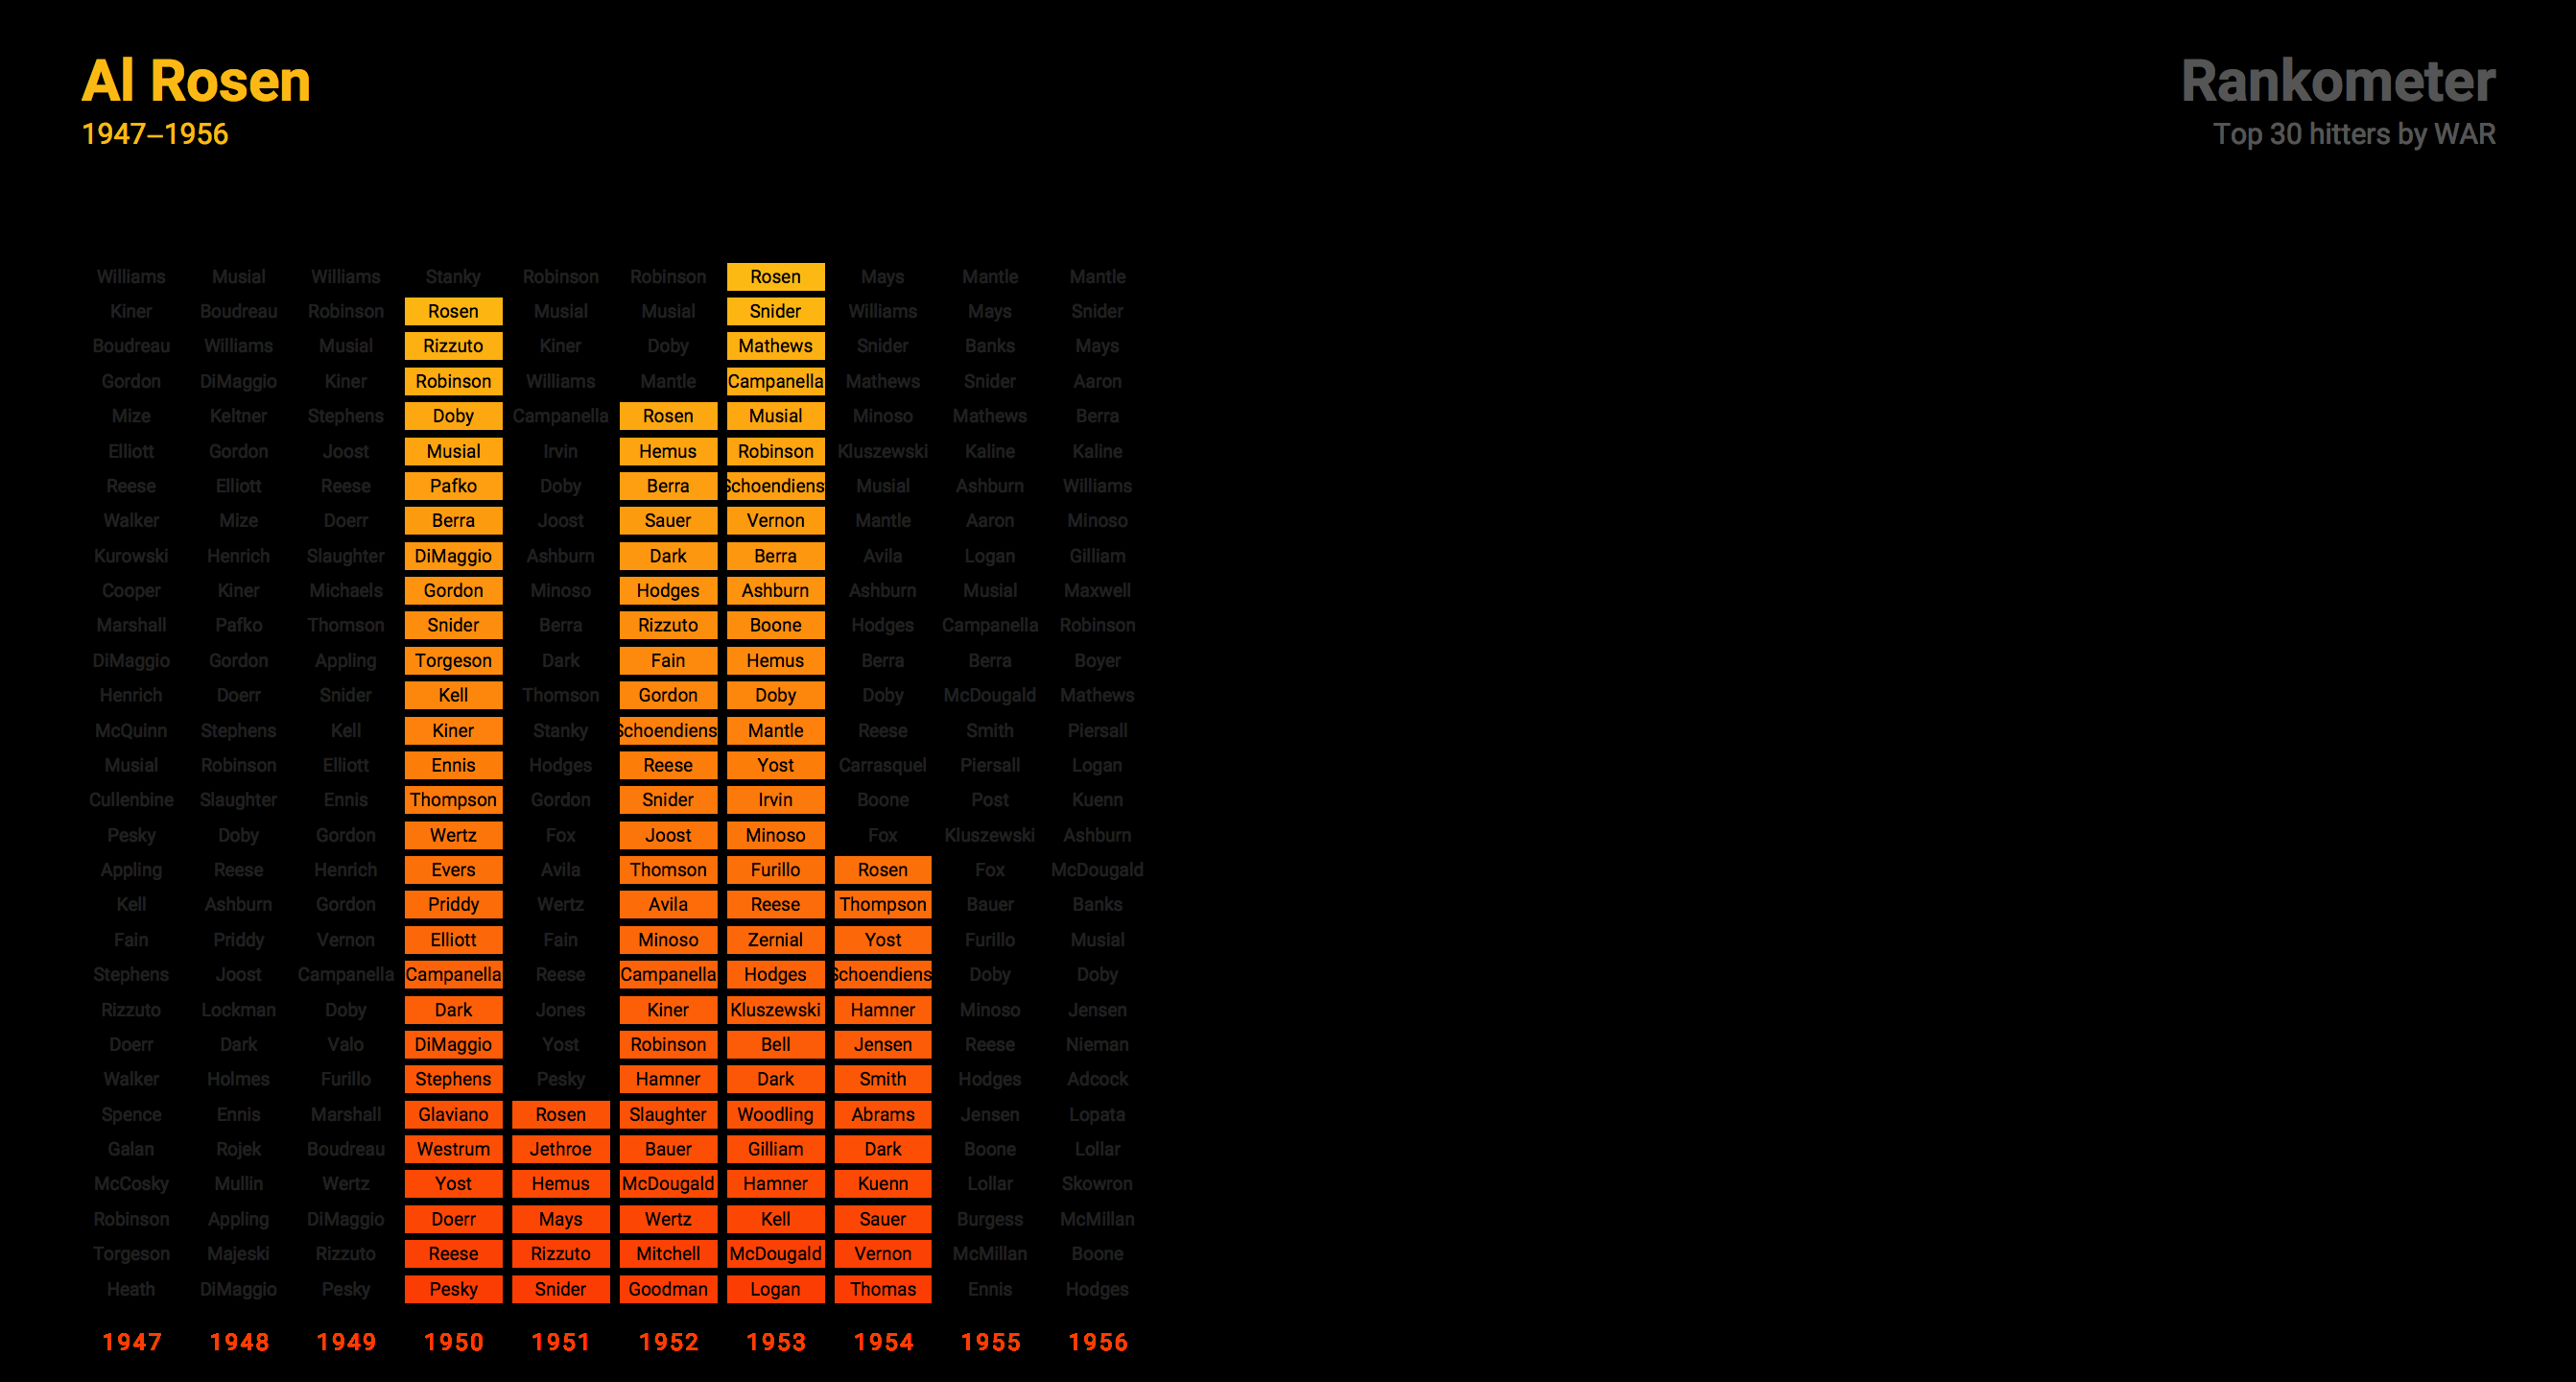 Al Rosen
1947–1956
Rankometer
Top 30 hitters by WAR
Williams Musial Williams Stanky Robinson Robinson Rosen Mays Mantle Mantle
Kiner Boudreau Robinson Rosen Musial Musial Snider Williams Mays Snider
Boudreau Williams Musial Rizzuto Kiner Doby Mathews Snider Banks Mays
Gordon DiMaggio Kiner Robinson Williams Mantle Campanella Mathews Snider Aaron
Mize Keltner Stephens Doby Campanella Rosen Musial Minoso Mathews Berra
Elliott Gordon Joost Musial Irvin Hemus Robinson Kluszewski Kaline Kaline
Reese Elliott Reese Pafko Doby Berra Schoendiens Musial Ashburn Williams
Walker Mize Doerr Berra Joost Sauer Vernon Mantle Aaron Minoso
Kurowski Henrich Slaughter DiMaggio Ashburn Dark Berra Avila Logan Gilliam
Cooper Kiner Michaels Gordon Minoso Hodges Ashburn Ashburn Musial Maxwell
Marshall Pafko Thomson Snider Berra Rizzuto Boone Hodges Campanella Robinson
DiMaggio Gordon Appling Torgeson Dark Fain Hemus Berra Berra Boyer
Henrich Doerr Snider Kell Thomson Gordon Doby Doby McDougald Mathews
McQuinn Stephens Kell Kiner Stanky Schoendiens Mantle Reese Smith Piersall
Musial Robinson Elliott Ennis Hodges Reese Yost Carrasquel Piersall Logan
Cullenbine Slaughter Ennis Thompson Gordon Snider Irvin Boone Post Kuenn
Pesky Doby Gordon Wertz Fox Joost Minoso Fox Kluszewski Ashburn
Appling Reese Henrich Evers Avila Thomson Furillo Rosen Fox McDougald
Kell Ashburn Gordon Priddy Wertz Avila Reese Thompson Bauer Banks
Fain Priddy Vernon Elliott Fain Minoso Zernial Yost Furillo Musial
Stephens Joost Campanella Campanella Reese Campanella Hodges Schoendiens Doby Doby
Rizzuto Lockman Doby Dark Jones Kiner Kluszewski Hamner Minoso Jensen
Doerr Dark Valo DiMaggio Yost Robinson Bell Jensen Reese Nieman
Walker Holmes Furillo Stephens Pesky Hamner Dark Smith Hodges Adcock
Spence Ennis Marshall Glaviano Rosen Slaughter Woodling Abrams Jensen Lopata
Galan Rojek Boudreau Westrum Jethroe Bauer Gilliam Dark Boone Lollar
McCosky Mullin Wertz Yost Hemus McDougald Hamner Kuenn Lollar Skowron
Robinson Appling DiMaggio Doerr Mays Wertz Kell Sauer Burgess McMillan
Torgeson Majeski Rizzuto Reese Rizzuto Mitchell McDougald Vernon McMillan Boone
Heath DiMaggio Pesky Pesky Snider Goodman Logan Thomas Ennis Hodges
1947 1948 1949 1950 1951 1952 1953 1954 1955 1956